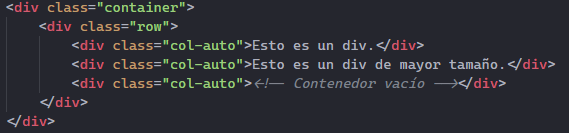 <div class="container">
<div class="row">
<div class="col-auto">Esto es un div.</div>
<div class="col-auto">Esto es un div de mayor tamaño.</div>
<div class="col-auto"><!-- Contenedor vacío --></div>
</div>
</div>